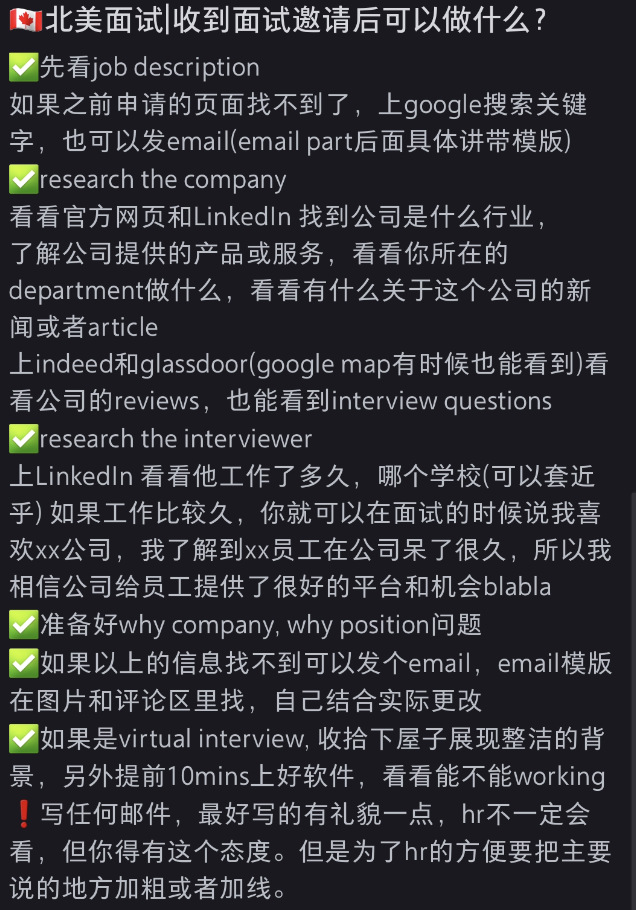 🇨🇦北美面试|收到面试邀请后可以做什么？
✅先看job description
如果之前申请的页面找不到了，上google搜索关键
字，也可以发email(email part后面具体讲带模版)
✅research the company
看看官方网页和LinkedIn 找到公司是什么行业，
了解公司提供的产品或服务，看看你所在的
department做什么，看看有什么关于这个公司的新
闻或者article
上indeed和glassdoor(google map有时候也能看到)看
看公司的reviews，也能看到interview questions
✅research the interviewer
上LinkedIn 看看他工作了多久，哪个学校(可以套近
乎) 如果工作比较久，你就可以在面试的时候说我喜
欢xx公司，我了解到xx员工在公司呆了很久，所以我
相信公司给员工提供了很好的平台和机会blabla
✅准备好why company, why position问题
✅如果以上的信息找不到可以发个email，email模版
在图片和评论区里找，自己结合实际更改
✅如果是virtual interview, 收拾下屋子展现整洁的背
景，另外提前10mins上好软件，看看能不能working
❗写任何邮件，最好写的有礼貌一点，hr不一定会
看，但你得有这个态度。但是为了hr的方便要把主要
说的地方加粗或者加线。